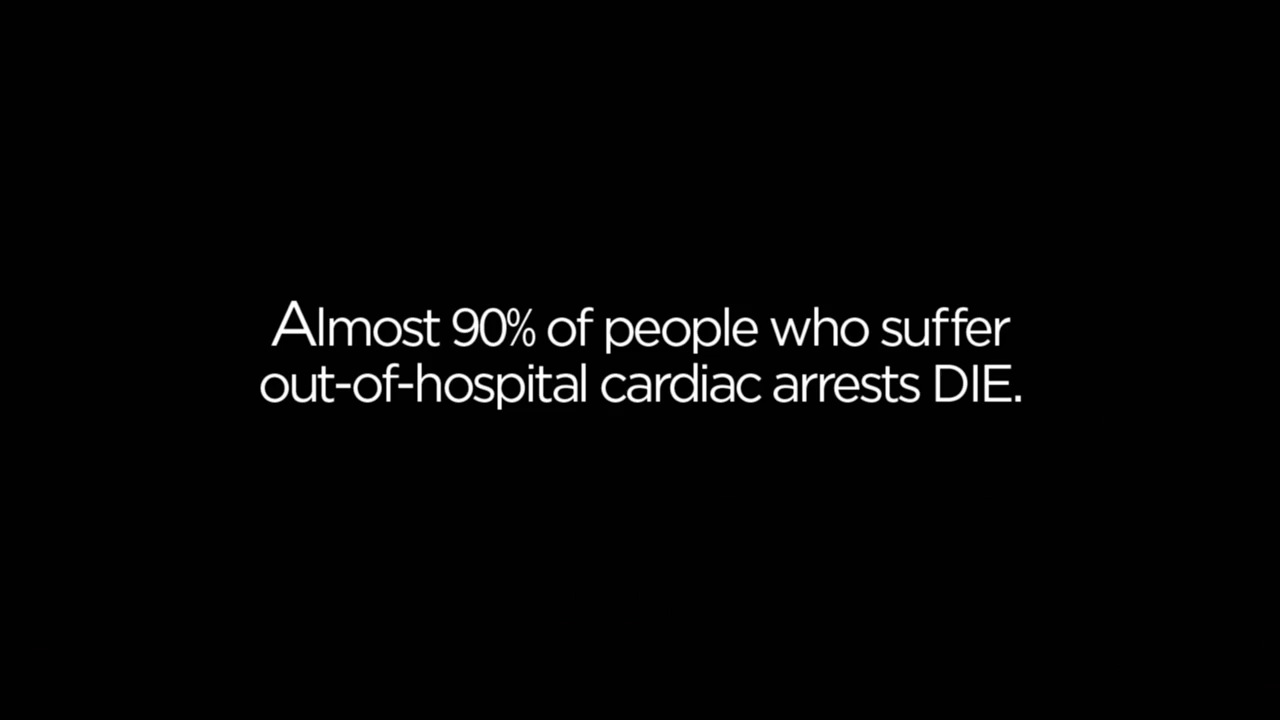 Almost 90% of people who suffer
out-of-hospital cardiac arrests DIE.